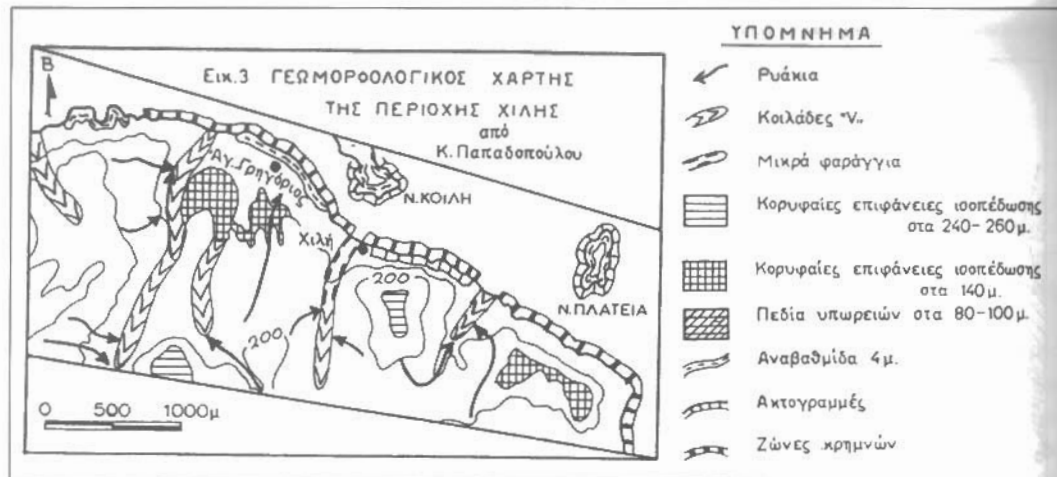 Β
Εικ.3 ΓΕΩΜΟΡΦΟΛΟΓΙΚΟΣ ΧΑΡΤΗΣ
ΤΗΣ ΠΕΡΙΟΧΗΣ ΧΙΛΗΣ
από
Κ. Παπαδοπούλου
Αγ. Γρηγόριος
Ν.ΚΟΙΛΗ
Χιλή
200
Ν.ΠΛΑΤΕΙΑ
200
0 500 1000μ
ΥΠΟΜΝΗΜΑ
Ρυάκια
Κοιλάδες "V„
Μικρά φαράγγια
Κορυφαίες επιφάνειες ισοπέδωσης
στα 240-260μ.
Κορυφαίες επιφάνειες ισοπέδωσης
στα 140μ.
Πεδία υπωρειών στα 80-100μ.
Αναβαθμίδα 4μ.
Ακτογραμμές
Ζώνες κρημνών